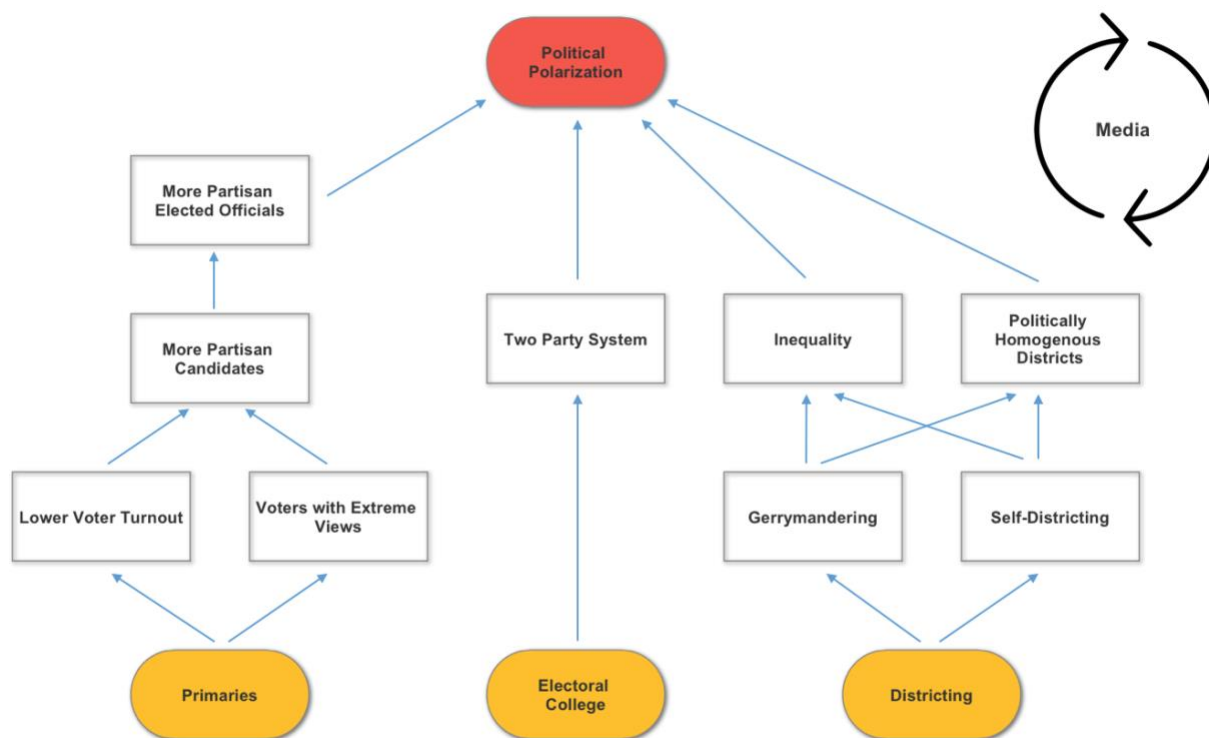 Political
Polarization
Media
More Partisan
Elected Officials
More Partisan
Candidates
Two Party System
Inequality
Politically
Homogenous
Districts
Lower Voter Turnout
Voters with Extreme
Views
Gerrymandering
Self-Districting
Primaries
Electoral
College
Districting